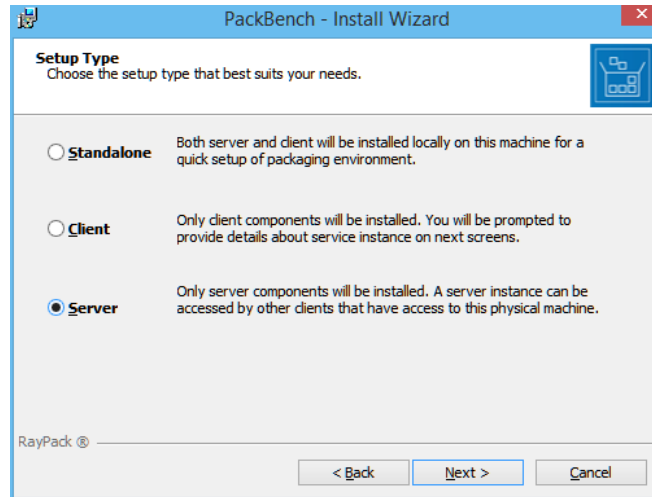 PackBench - Install Wizard
Setup Type
Choose the setup type that best suits your needs.
Standalone
Both server and client will be installed locally on this machine for a
quick setup of packaging environment.
Client
Only client components will be installed. You will be prompted to
provide details about service instance on next screens.
Server
Only server components will be installed. A server instance can be
accessed by other clients that have access to this physical machine.
RayPack ®
< Back
Next >
Cancel